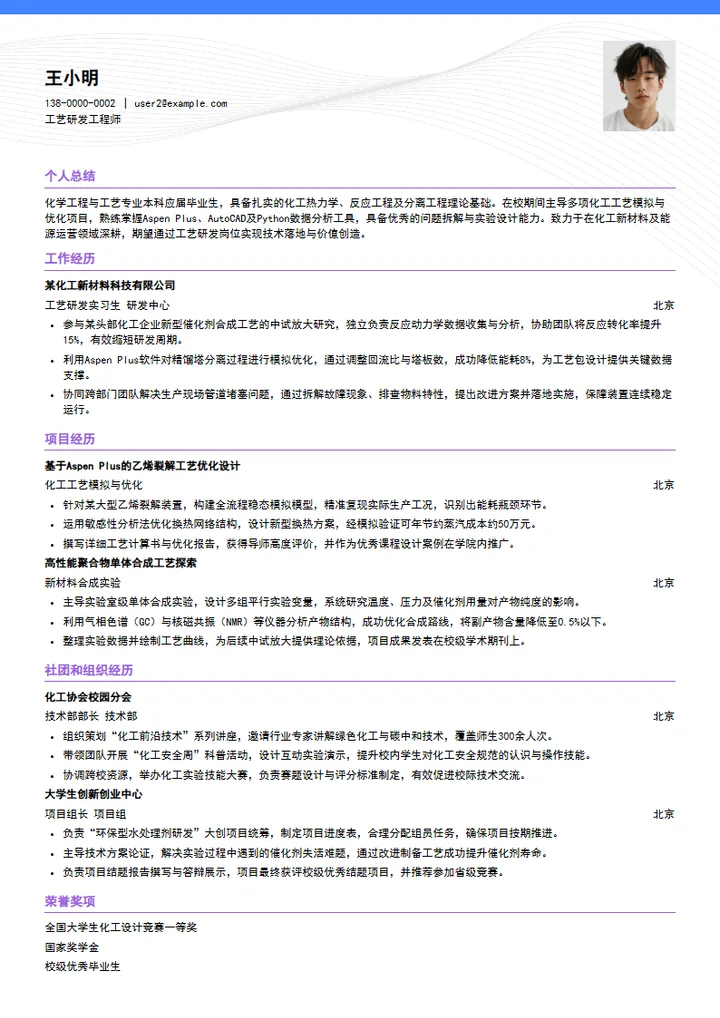 王小明
138-0000-0002 | user2@example.com
工艺研发工程师
个人总结
化学工程与工艺专业本科应届毕业生，具备扎实的化工热力学、反应工程及分离工程理论基础。在校期间主导多项化工工艺模拟与
优化项目，熟练掌握Aspen Plus、AutoCAD及Python数据分析工具，具备优秀的问题拆解与实验设计能力。致力于在化工新材料及能
源运营领域深耕，期望通过工艺研发岗位实现技术落地与价值创造。
工作经历
某化工新材料科技有限公司
工艺研发实习生 研发中心 北京
• 参与某头部化工企业新型催化剂合成工艺的中试放大研究，独立负责反应动力学数据收集与分析，协助团队将反应转化率提升
15%，有效缩短研发周期。
• 利用Aspen Plus软件对精馏塔分离过程进行模拟优化，通过调整回流比与塔板数，成功降低能耗8%，为工艺包设计提供关键数据
支撑。
• 协同跨部门团队解决生产现场管道堵塞问题，通过拆解故障现象、排查物料特性，提出改进方案并落地实施，保障装置连续稳定
运行。
项目经历
基于Aspen Plus的乙烯裂解工艺优化设计
化工工艺模拟与优化 北京
• 针对某大型乙烯裂解装置，构建全流程稳态模拟模型，精准复现实际生产工况，识别出能耗瓶颈环节。
• 运用敏感性分析法优化换热网络结构，设计新型换热方案，经模拟验证可年节约蒸汽成本约50万元。
• 撰写详细工艺计算书与优化报告，获得导师高度评价，并作为优秀课程设计案例在学院内推广。
高性能聚合物单体合成工艺探索
新材料合成实验 北京
• 主导实验室级单体合成实验，设计多组平行实验变量，系统研究温度、压力及催化剂用量对产物纯度的影响。
• 利用气相色谱（GC）与核磁共振（NMR）等仪器分析产物结构，成功优化合成路线，将副产物含量降低至0.5%以下。
• 整理实验数据并绘制工艺曲线，为后续中试放大提供理论依据，项目成果发表在校级学术期刊上。
社团和组织经历
化工协会校园分会
技术部部长 技术部 北京
• 组织策划“化工前沿技术”系列讲座，邀请行业专家讲解绿色化工与碳中和技术，覆盖师生300余人次。
• 带领团队开展“化工安全周”科普活动，设计互动实验演示，提升校内学生对化工安全规范的认识与操作技能。
• 协调跨校资源，举办化工实验技能大赛，负责赛题设计与评分标准制定，有效促进校际技术交流。
大学生创新创业中心
项目组长 项目组 北京
• 负责“环保型水处理剂研发”大创项目统筹，制定项目进度表，合理分配组员任务，确保项目按期推进。
• 主导技术方案论证，解决实验过程中遇到的催化剂失活难题，通过改进制备工艺成功提升催化剂寿命。
• 负责项目结题报告撰写与答辩展示，项目最终获评校级优秀结题项目，并推荐参加省级竞赛。
荣誉奖项
全国大学生化工设计竞赛一等奖
国家奖学金
校级优秀毕业生